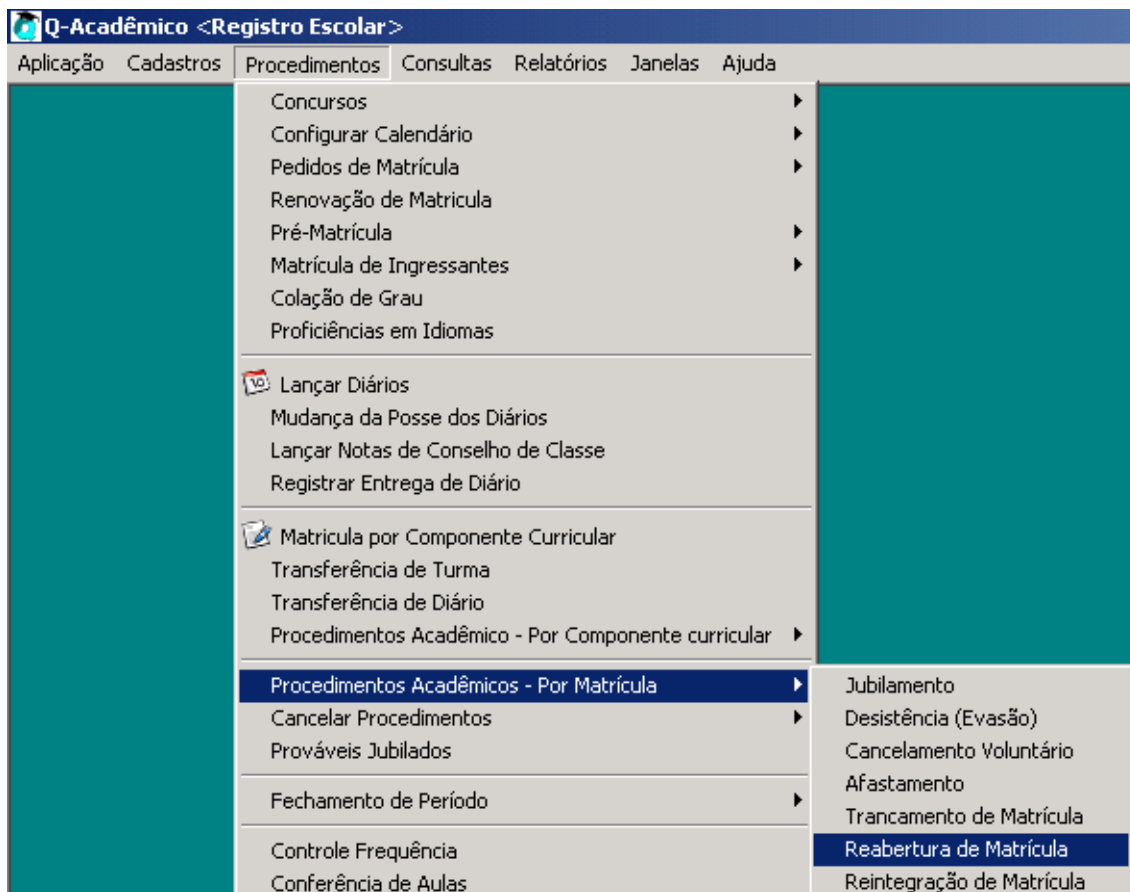 Q-Acadêmico <Registro Escolar>
Aplicação Cadastros Procedimentos Consultas Relatórios Janelas Ajuda
Concursos
Configurar Calendário
Pedidos de Matrícula
Renovação de Matricula
Pré-Matrícula
Matrícula de Ingressantes
Colação de Grau
Proficiências em Idiomas
Lançar Diários
Mudança da Posse dos Diários
Lançar Notas de Conselho de Classe
Registrar Entrega de Diário
Matricula por Componente Curricular
Transferência de Turma
Transferência de Diário
Procedimentos Acadêmico - Por Componente curricular
Procedimentos Acadêmicos - Por Matrícula
Cancelar Procedimentos
Prováveis Jubilados
Fechamento de Período
Controle Frequência
Conferência de Aulas
Jubilamento
Desistência (Evasão)
Cancelamento Voluntário
Afastamento
Trancamento de Matrícula
Reabertura de Matrícula
Reintegração de Matrícula